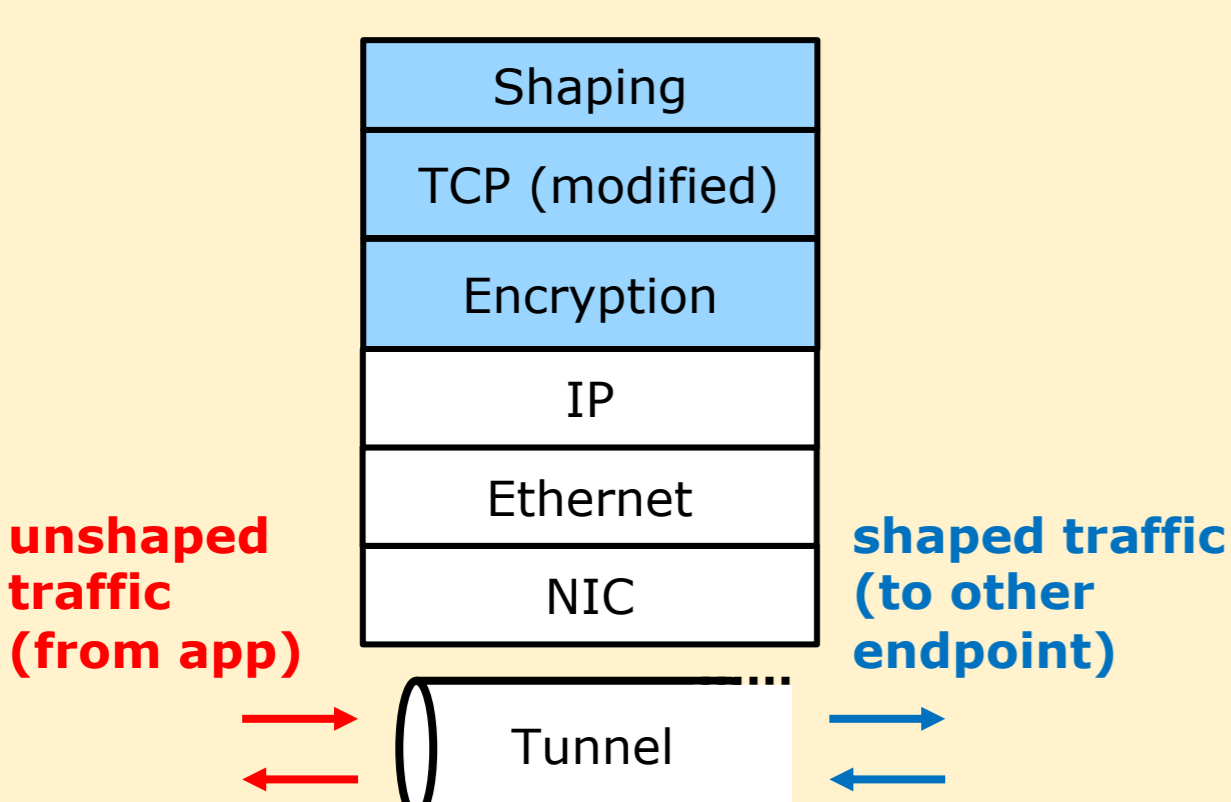 Shaping
TCP (modified)
Encryption
IP
Ethernet
NIC
unshaped
traffic
(from app)
shaped traffic
(to other
endpoint)
Tunnel